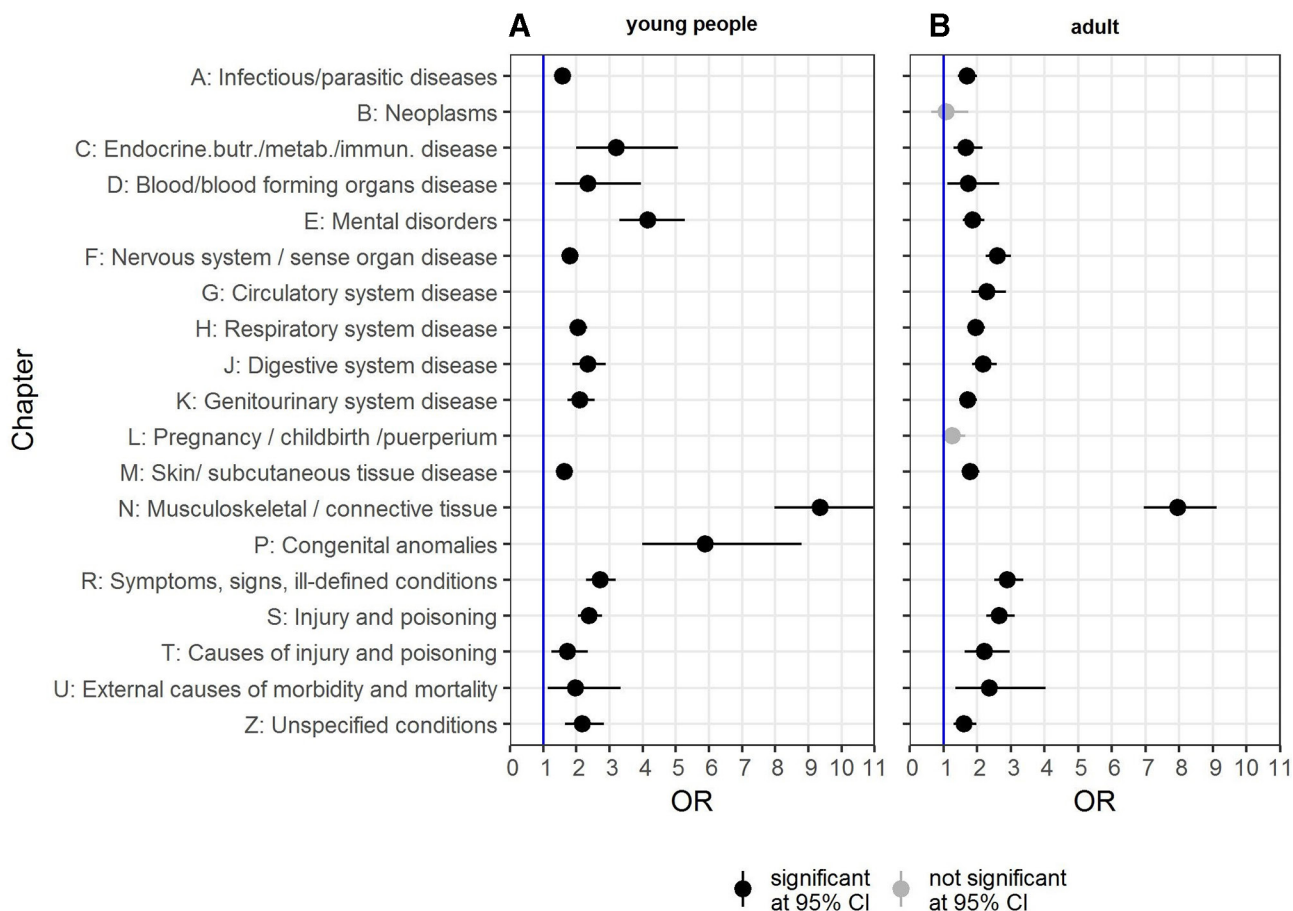 A
young people
B
adult
Chapter
A: Infectious/parasitic diseases
B: Neoplasms
C: Endocrine.butr./metab./immun. disease
D: Blood/blood forming organs disease
E: Mental disorders
F: Nervous system / sense organ disease
G: Circulatory system disease
H: Respiratory system disease
J: Digestive system disease
K: Genitourinary system disease
L: Pregnancy / childbirth /puerperium
M: Skin/ subcutaneous tissue disease
N: Musculoskeletal / connective tissue
P: Congenital anomalies
R: Symptoms, signs, ill-defined conditions
S: Injury and poisoning
T: Causes of injury and poisoning
U: External causes of morbidity and mortality
Z: Unspecified conditions
0 1 2 3 4 5 6 7 8 9 10 11
0 1 2 3 4 5 6 7 8 9 10 11
OR
OR
significant
at 95% CI
not significant
at 95% CI